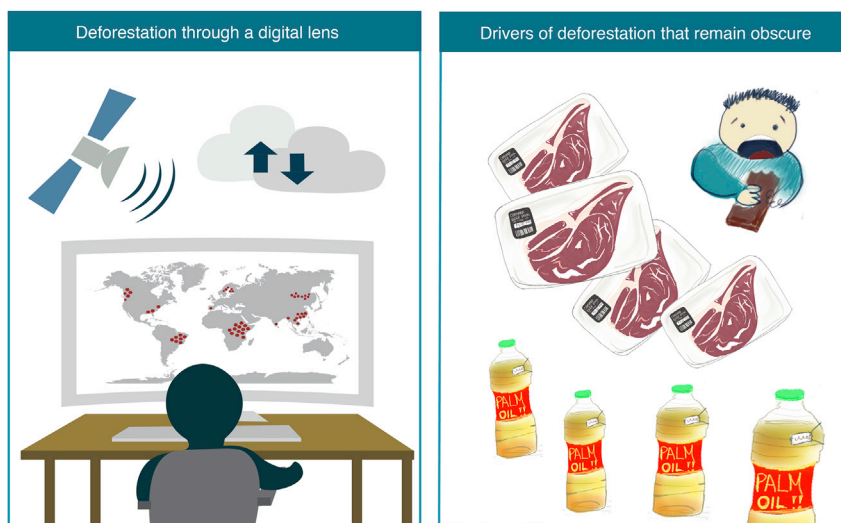 Deforestation through a digital lens
Drivers of deforestation that remain obscure
PALM
OIL !!
PALM
OIL !!
PALM
OIL !!
PALM
OIL !!